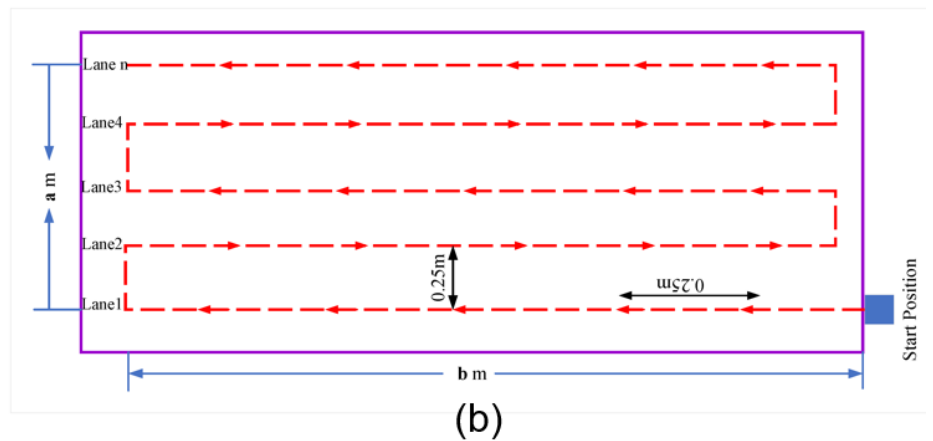 Lane n
Lane4
Lane3
Lane2
Lane1
a m
0.25m
0.25m
Start Position
b m
(b)